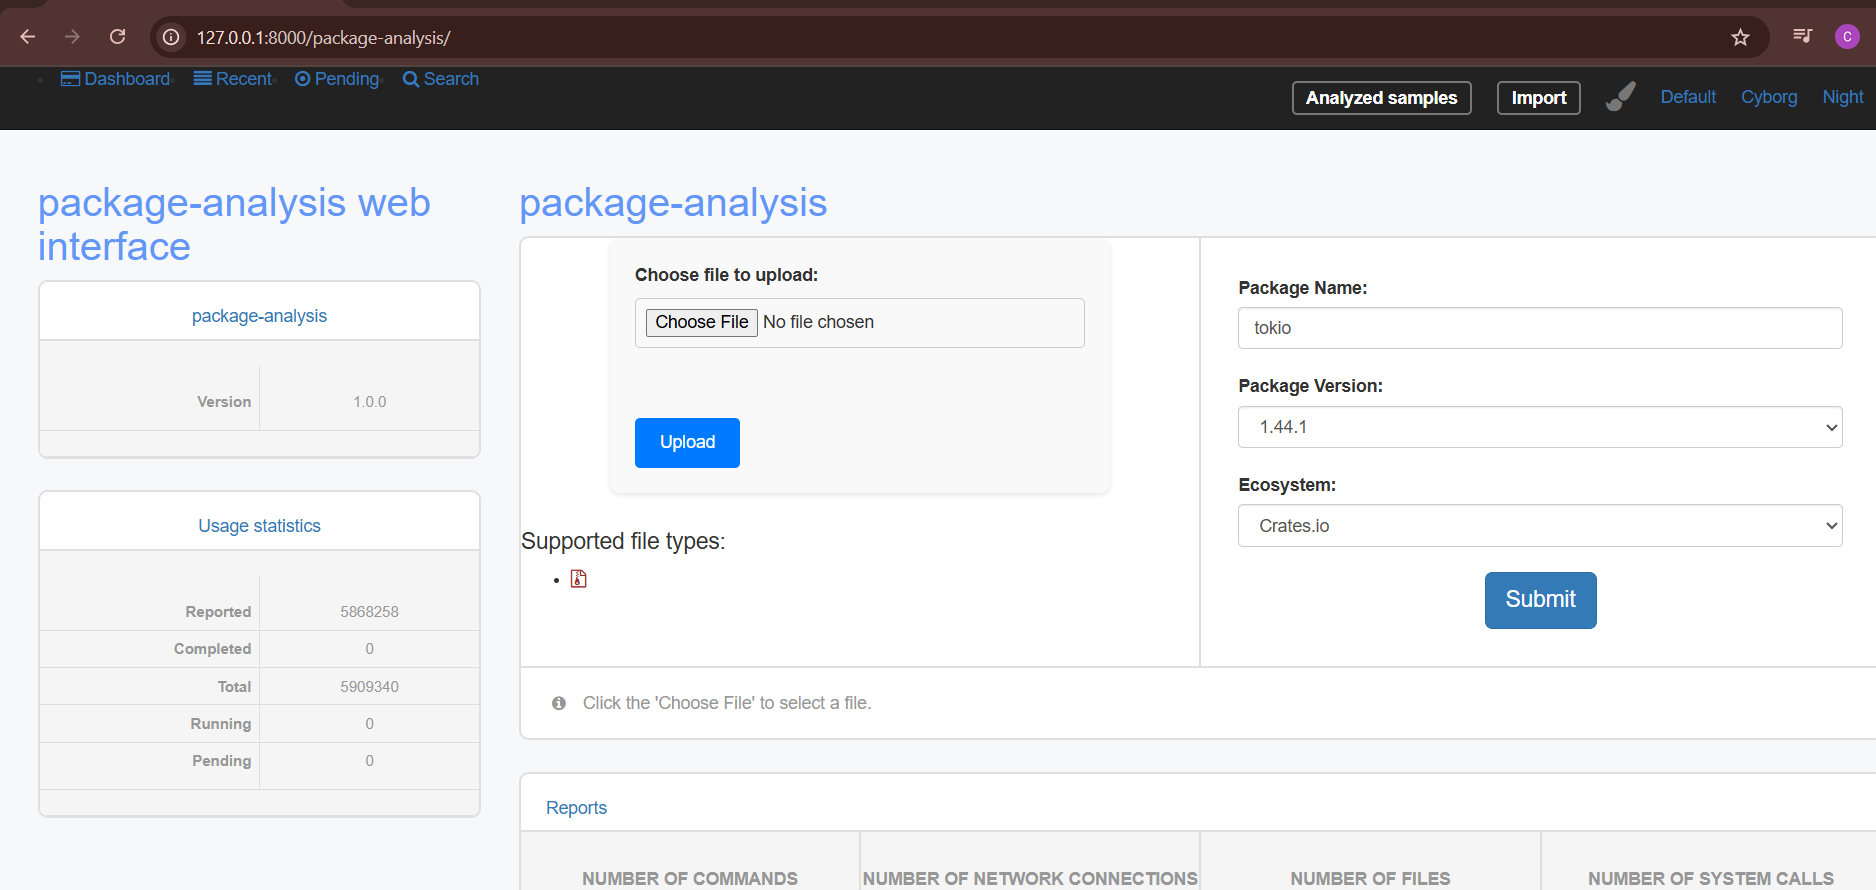 127.0.0.1:8000/package-analysis/
C
Dashboard Recent Pending Search
Analyzed samples Import Default Cyborg Night
package-analysis web
interface
package-analysis
Version 1.0.0
Usage statistics
Reported 5868258
Completed 0
Total 5909340
Running 0
Pending 0
package-analysis
Choose file to upload:
Choose File No file chosen
Upload
Supported file types:
Package Name:
tokio
Package Version:
1.44.1
Ecosystem:
Crates.io
Submit
Click the 'Choose File' to select a file.
Reports
NUMBER OF COMMANDS NUMBER OF NETWORK CONNECTIONS NUMBER OF FILES NUMBER OF SYSTEM CALLS